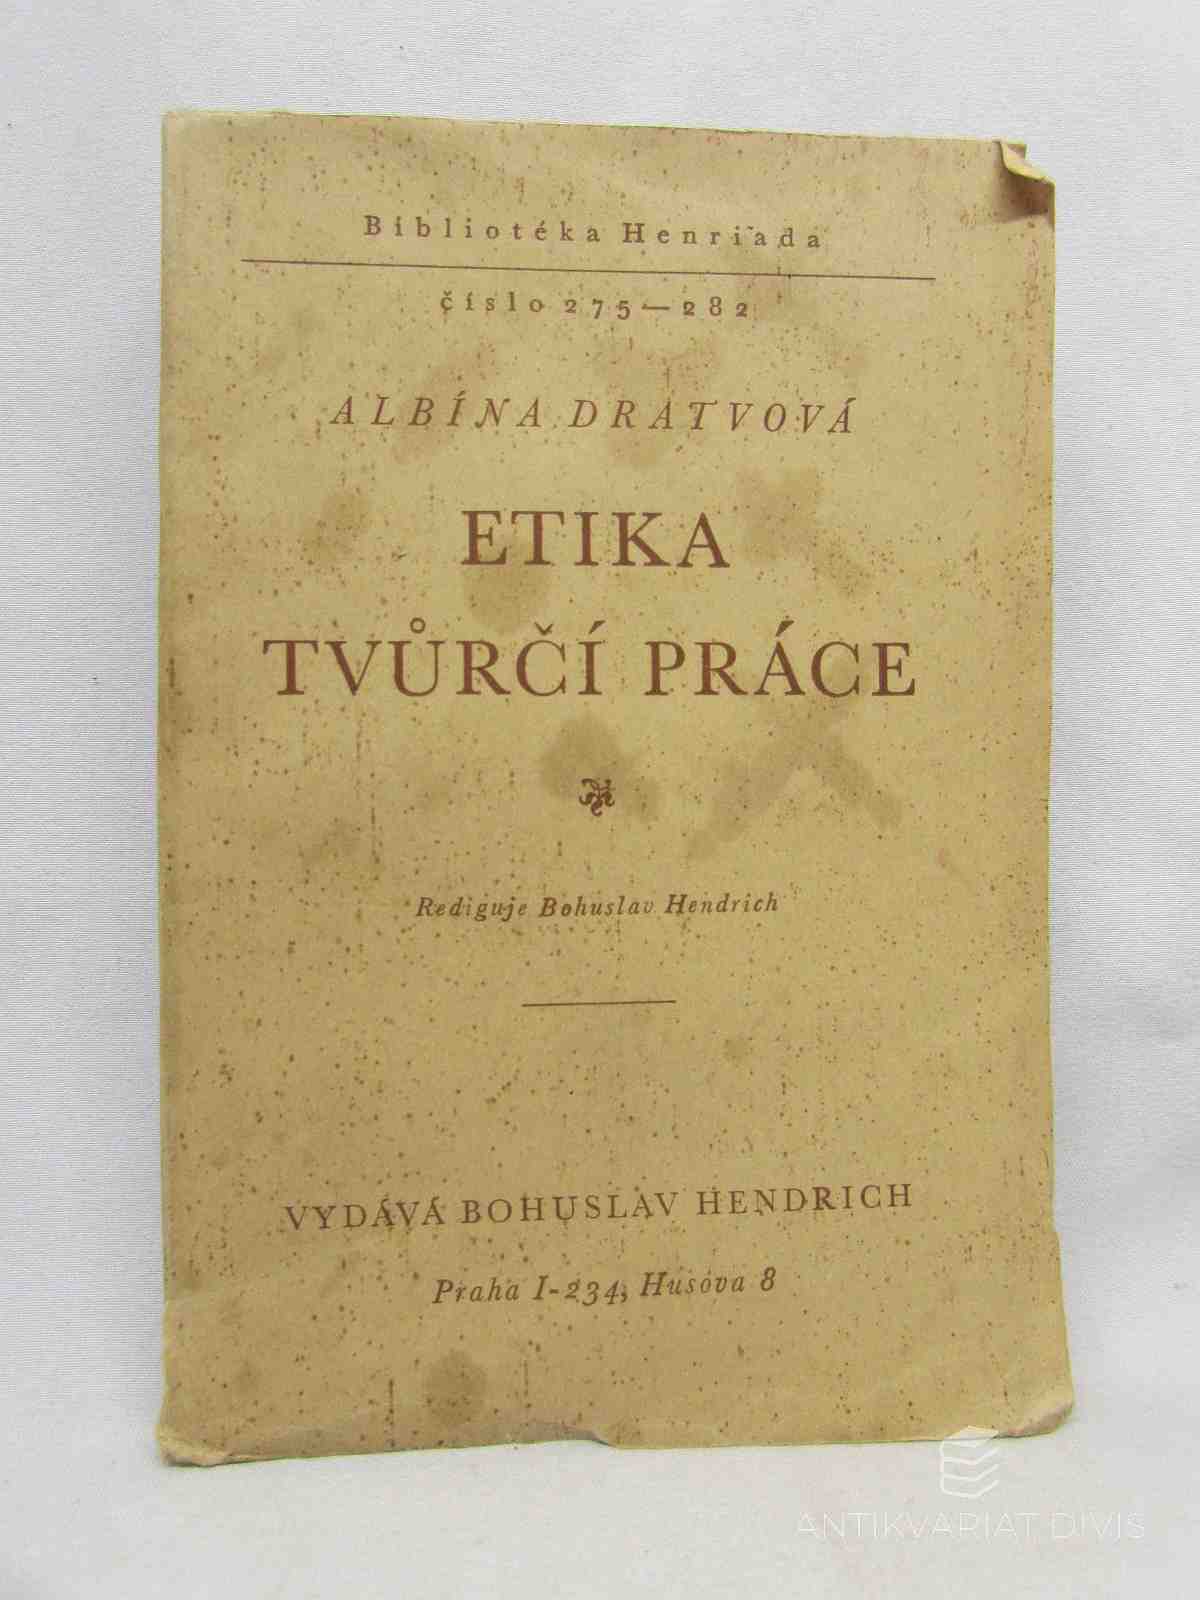 Bibliotéka Henriada
číslo 275—282
ALBÍNA DRATVOVÁ
ETIKA
TVŮRČÍ PRÁCE
Rediguje Bohuslav Hendrich
VYDÁVÁ BOHUSLAV HENDRICH
Praha I-234, Husova 8
ANTIKVARIAT DIVIS